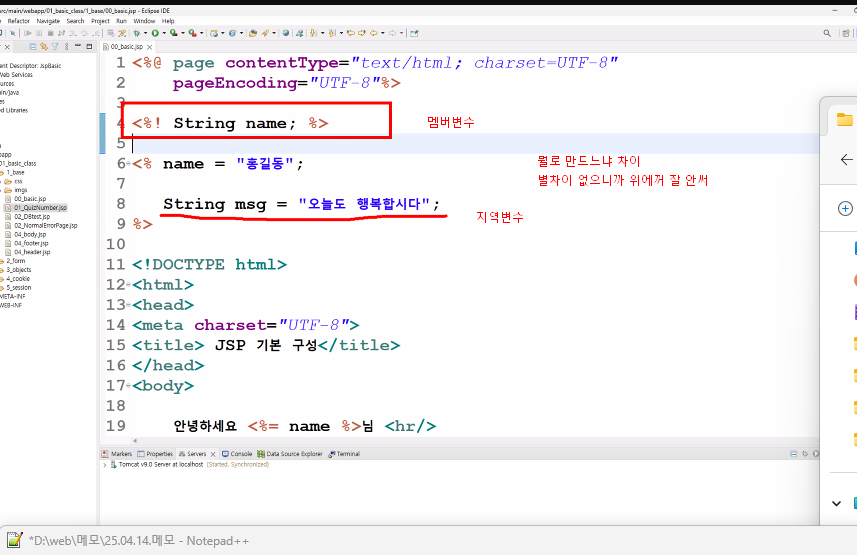 src/main/webapp/01_basic_class/1_base/00_basic.jsp - Eclipse IDE
Refactor Navigate Search Project Run Window Help
00_basic.jsp
ent Descriptor: JspBasic
Web Services
ources
ain/java
es
ed Libraries
app
01_basic_class
1_base
css
imgs
00_basic.jsp
01_QuizNumber.jsp
02_DBtest.jsp
02_NormalErrorPage.jsp
04_body.jsp
04_footer.jsp
04_header.jsp
2_form
3_objects
4_cookie
5_session
META-INF
WEB-INF
1 <%@ page contentType="text/html; charset=UTF-8"
2 pageEncoding="UTF-8"%>
3
4 <%! String name; %>
멤버변수
5
6 <% name = "홍길동";
뭘로 만드느냐 차이
별차이 없으니까 위에꺼 잘 안써
7
8 String msg = "오늘도 행복합시다";
지역변수
9 %>
10
11 <!DOCTYPE html>
12 <html>
13 <head>
14 <meta charset="UTF-8">
15 <title> JSP 기본 구성</title>
16 </head>
17 <body>
18
19 안녕하세요 <%= name %>님 <hr/>
Markers Properties Servers Console Data Source Explorer Terminal
Tomcat v9.0 Server at localhost [Started, Synchronized]
*D:\web\메모\25.04.14.메모 - Notepad++